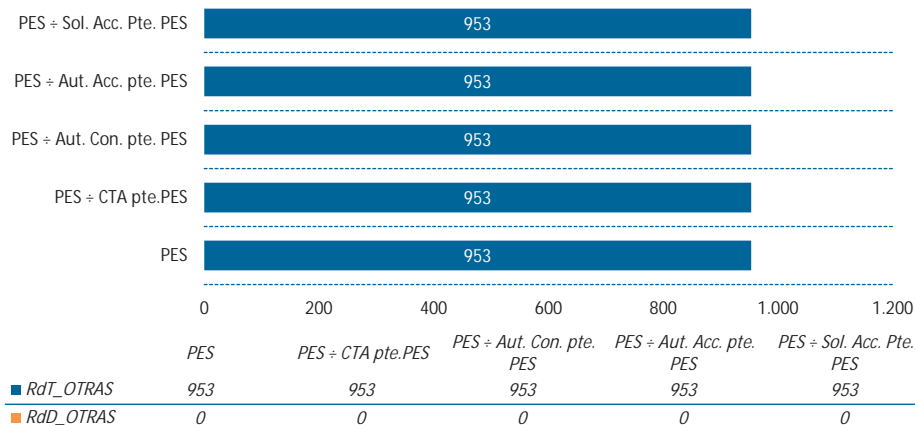 PES ÷ Sol. Acc. Pte. PES
953
PES ÷ Aut. Acc. pte. PES
953
PES ÷ Aut. Con. pte. PES
953
PES ÷ CTA pte.PES
953
PES
953
0 200 400 600 800 1.000 1.200
PES PES ÷ CTA pte.PES PES ÷ Aut. Con. pte. PES ÷ Aut. Acc. pte. PES ÷ Sol. Acc. Pte.
PES PES PES
RdT_OTRAS 953 953 953 953 953
RdD_OTRAS 0 0 0 0 0